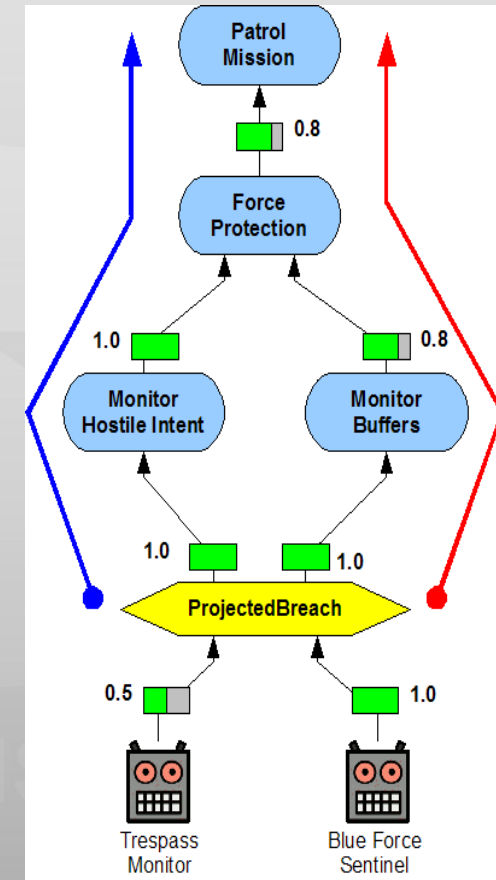 Patrol
Mission
0.8
Force
Protection
1.0
0.8
Monitor
Hostile Intent
Monitor
Buffers
1.0
1.0
ProjectedBreach
0.5
1.0
Trespass
Monitor
Blue Force
Sentinel